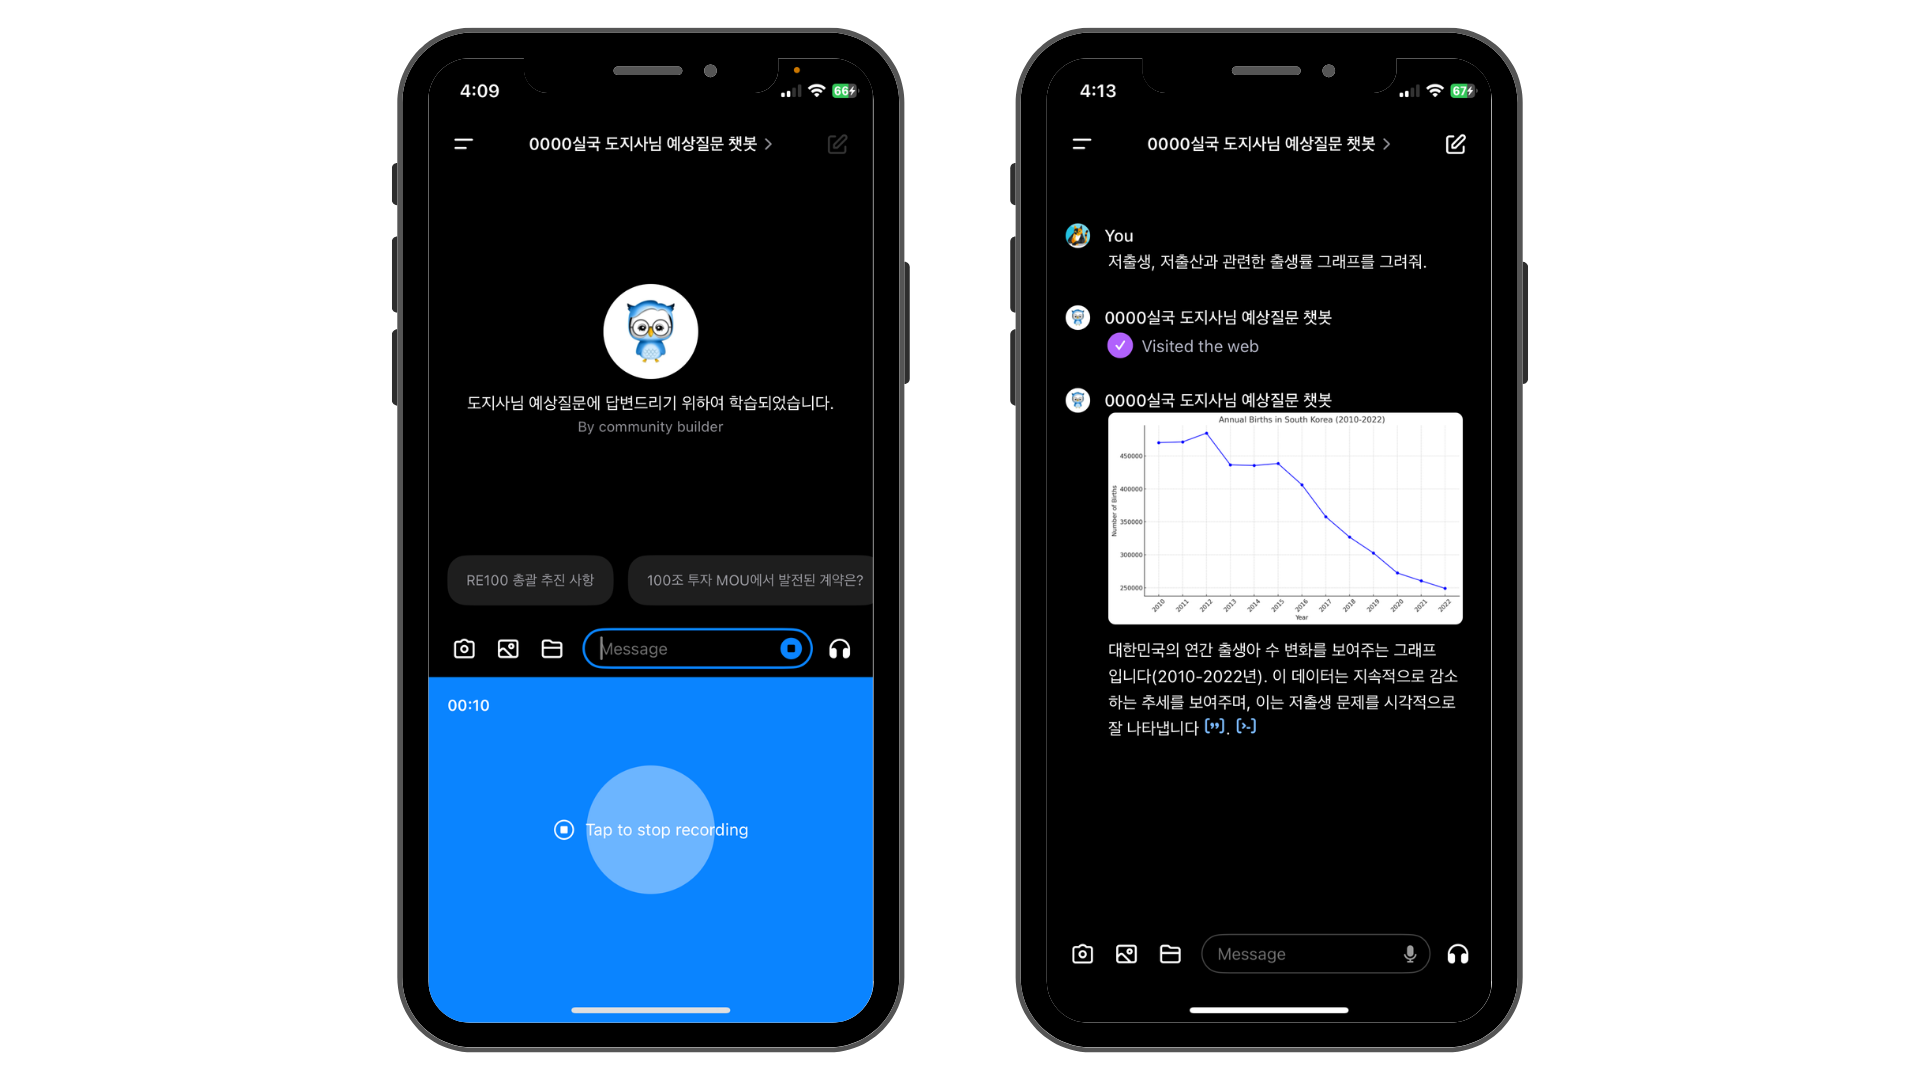 4:09
66
0000실국 도지사님 예상질문 챗봇
도지사님 예상질문에 답변드리기 위하여 학습되었습니다.
By community builder
RE100 총괄 추진 사항
100조 투자 MOU에서 발전된 계약은?
Message
00:10
Tap to stop recording
4:13
67
0000실국 도지사님 예상질문 챗봇
You
저출생, 저출산과 관련한 출생률 그래프를 그려줘.
0000실국 도지사님 예상질문 챗봇
Visited the web
0000실국 도지사님 예상질문 챗봇
Annual Births in South Korea (2010-2022)
Number of Births
450000
400000
350000
300000
250000
2010 2011 2012 2013 2014 2015 2016 2017 2018 2019 2020 2021 2022
Year
대한민국의 연간 출생아 수 변화를 보여주는 그래프
입니다(2010-2022년). 이 데이터는 지속적으로 감소
하는 추세를 보여주며, 이는 저출생 문제를 시각적으로
잘 나타냅니다 ["]. [>-]
Message